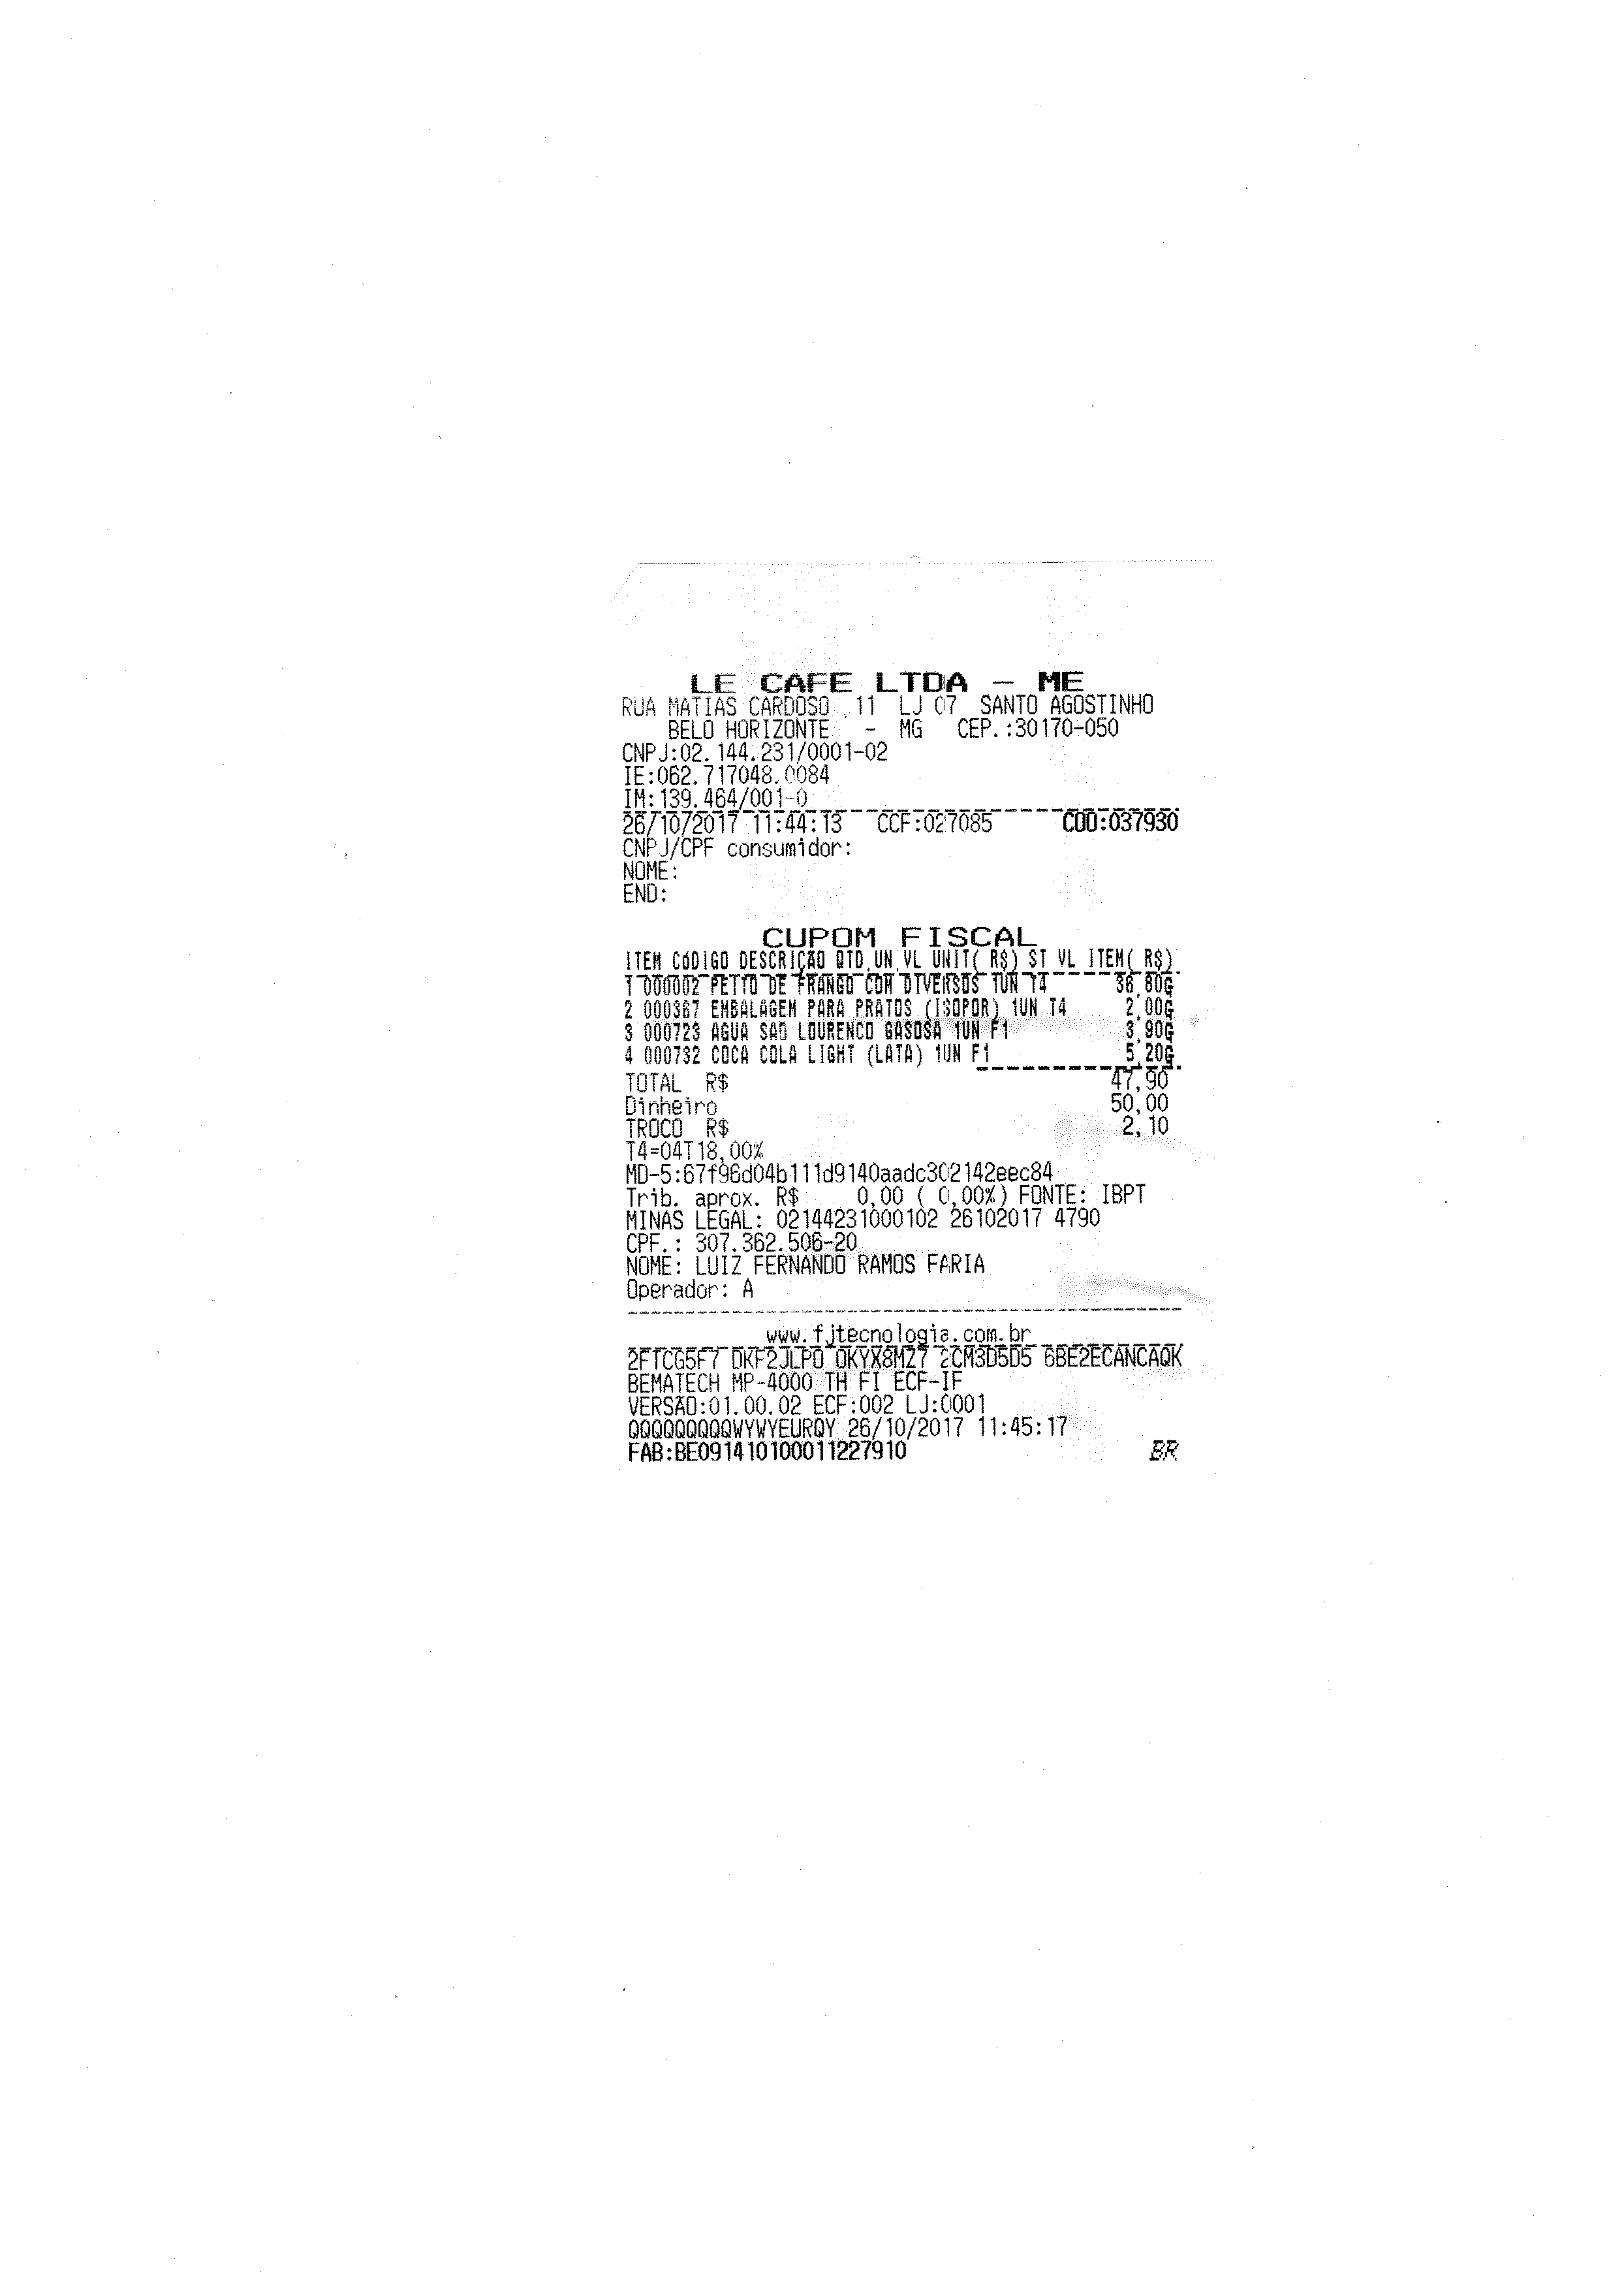 LE CAFE LTDA - ME
RUA MATIAS CARDOSO 11 LJ 07 SANTO AGOSTINHO
BELO HORIZONTE - MG CEP.:30170-050
CNPJ:02.144.231/0001-02
IE:062.717048.0084
IM:139.464/001-0
26/10/2017 11:44:13 CCF:027085 COO:037930
CNPJ/CPF consumidor:
NOME:
END:
CUPOM FISCAL
ITEM CÓDIGO DESCRIÇÃO QTD.UN.VL UNIT( R$) ST VL ITEM( R$)
1 000002 PEITO DE FRANGO COM DIVERSOS 1UN T4 36,80G
2 000367 EMBALAGEM PARA PRATOS (ISOPOR) 1UN T4 2,00G
3 000723 AGUA SAO LOURENCO GASOSA 1UN F1 3,90G
4 000732 COCA COLA LIGHT (LATA) 1UN F1 5,20G
TOTAL R$ 47,90
Dinheiro 50,00
TROCO R$ 2,10
T4=04T18,00%
MD-5:67f96d04b111d9140aadc302142eec84
Trib. aprox. R$ 0,00 ( 0,00%) FONTE: IBPT
MINAS LEGAL: 02144231000102 26102017 4790
CPF.: 307.362.506-20
NOME: LUIZ FERNANDO RAMOS FARIA
Operador: A
www.fjtecnologia.com.br
BEMATECH MP-4000 TH FI ECF-IF
VERSÃO:01.00.02 ECF:002 LJ:0001
QQQQQQQQQWYWYEURQY 26/10/2017 11:45:17
FAB:BE091410100011227910 BR